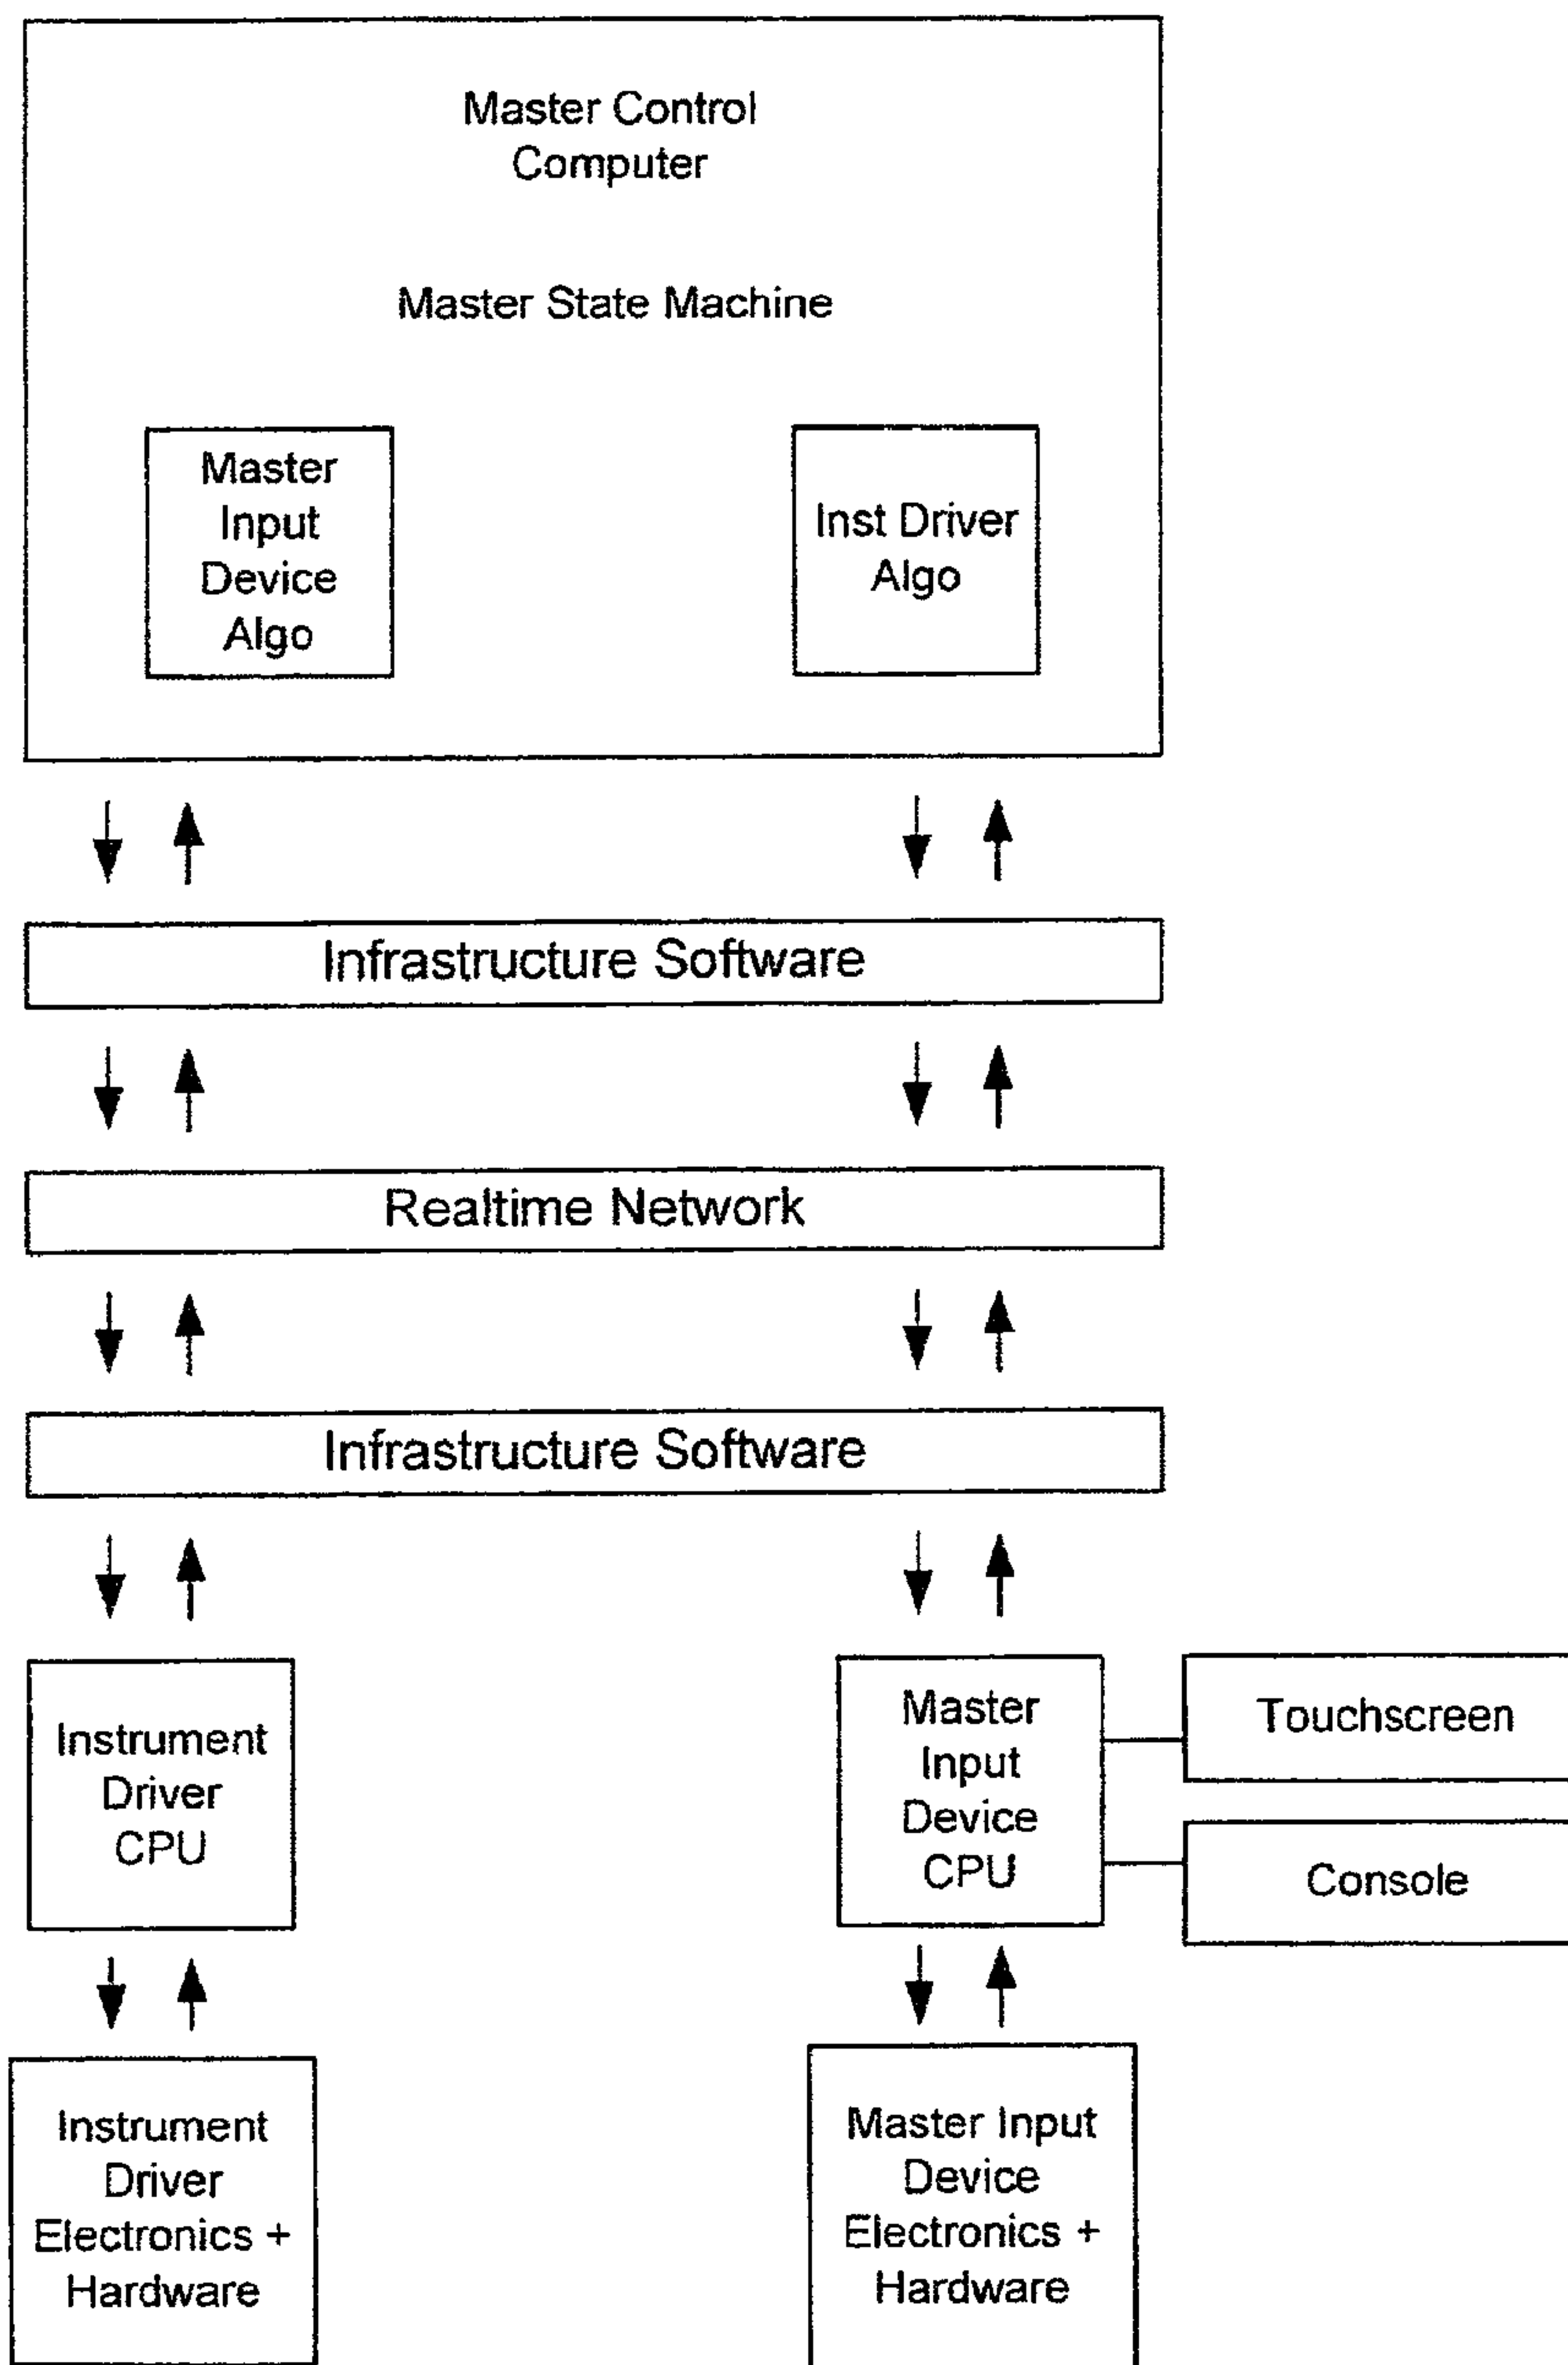 Master Control
Computer
Master State Machine
Master
Input
Device
Algo
Inst Driver
Algo
Infrastructure Software
Realtime Network
Infrastructure Software
Instrument
Driver
CPU
Master
Input
Device
CPU
Touchscreen
Console
Instrument
Driver
Electronics +
Hardware
Master Input
Device
Electronics +
Hardware